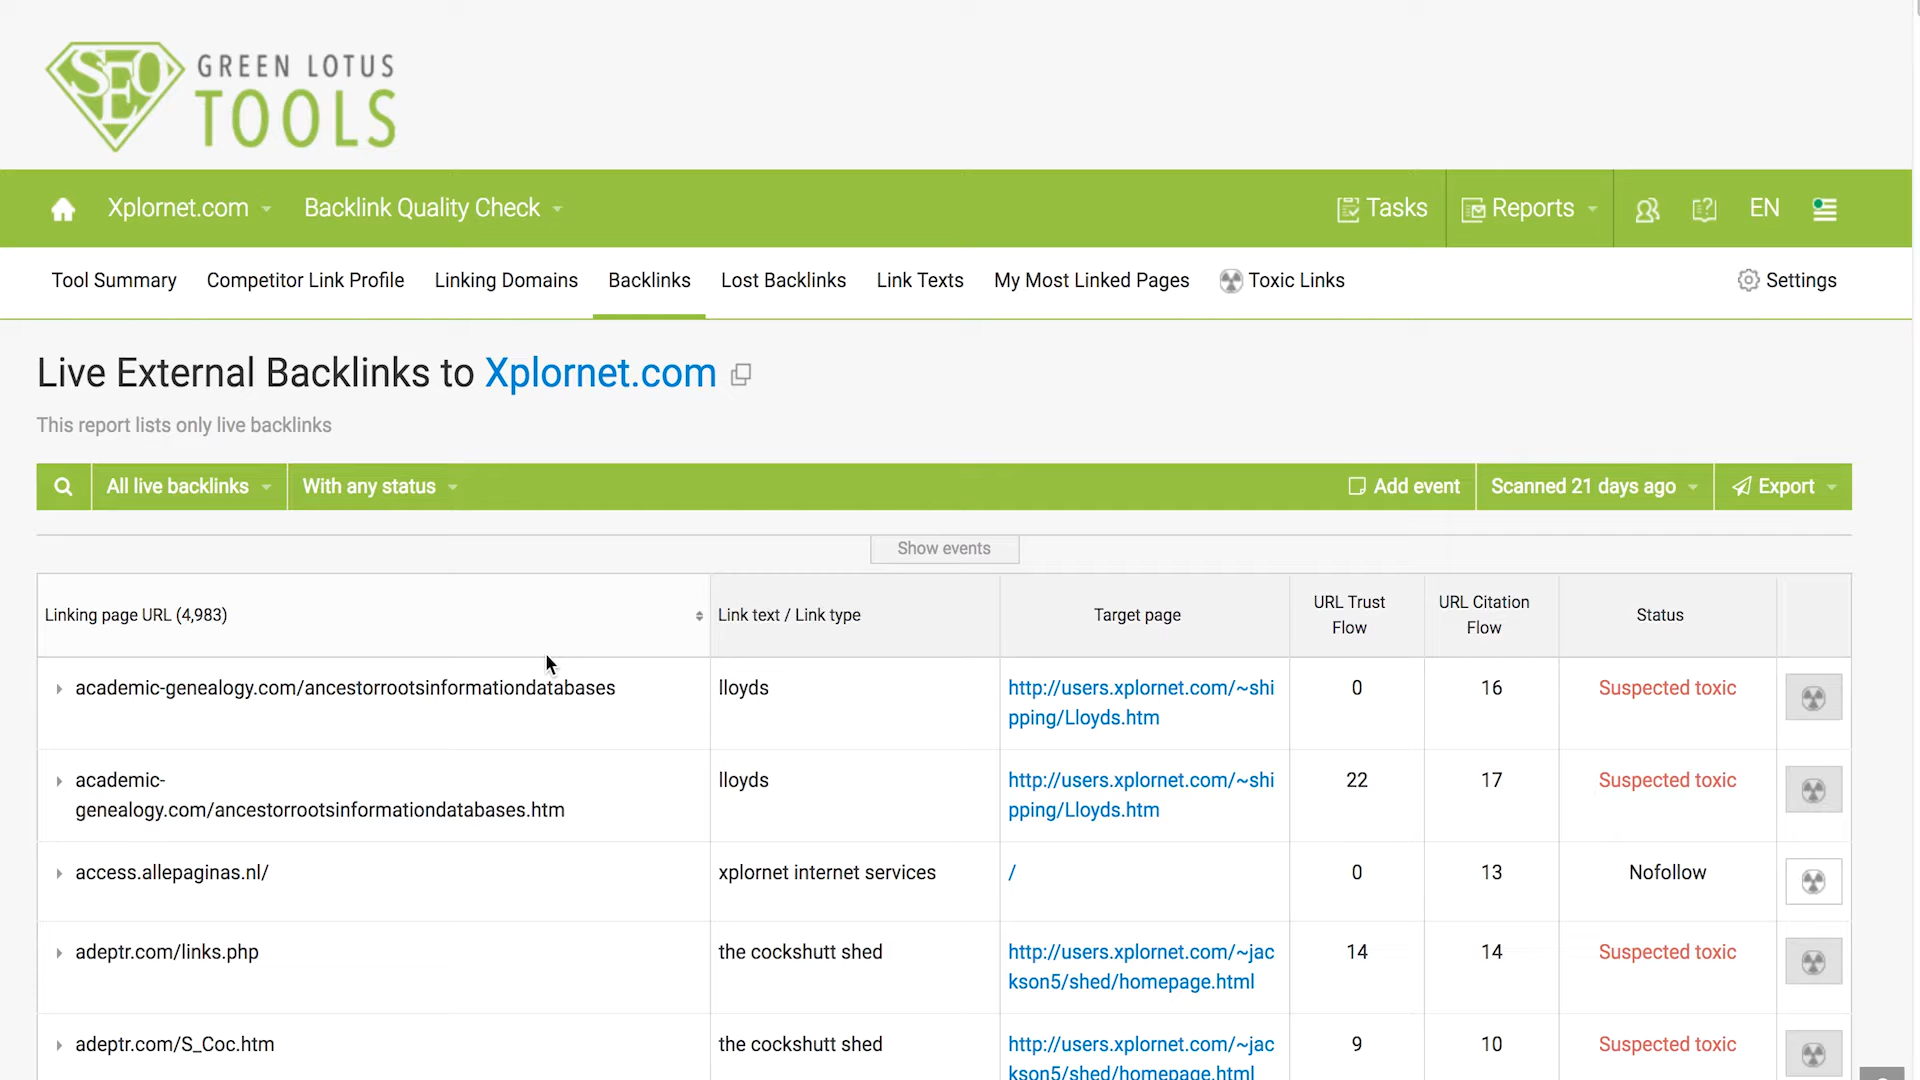 SEO
GREEN LOTUS
TOOLS
Xplornet.com Backlink Quality Check Tasks Reports EN
Tool Summary Competitor Link Profile Linking Domains Backlinks Lost Backlinks Link Texts My Most Linked Pages Toxic Links Settings
Live External Backlinks to Xplornet.com
This report lists only live backlinks
All live backlinks With any status Add event Scanned 21 days ago Export
Show events
Linking page URL (4,983) Link text / Link type Target page URL Trust Flow URL Citation Flow Status
academic-genealogy.com/ancestorrootsinformationdatabases lloyds http://users.xplornet.com/~shi 0 16 Suspected toxic
pping/Lloyds.htm
academic- lloyds http://users.xplornet.com/~shi 22 17 Suspected toxic
genealogy.com/ancestorrootsinformationdatabases.htm pping/Lloyds.htm
access.allepaginas.nl/ xplornet internet services / 0 13 Nofollow
adeptr.com/links.php the cockshutt shed http://users.xplornet.com/~jac 14 14 Suspected toxic
kson5/shed/homepage.html
adeptr.com/S_Coc.htm the cockshutt shed http://users.xplornet.com/~jac 9 10 Suspected toxic
kson5/shed/homepage.html